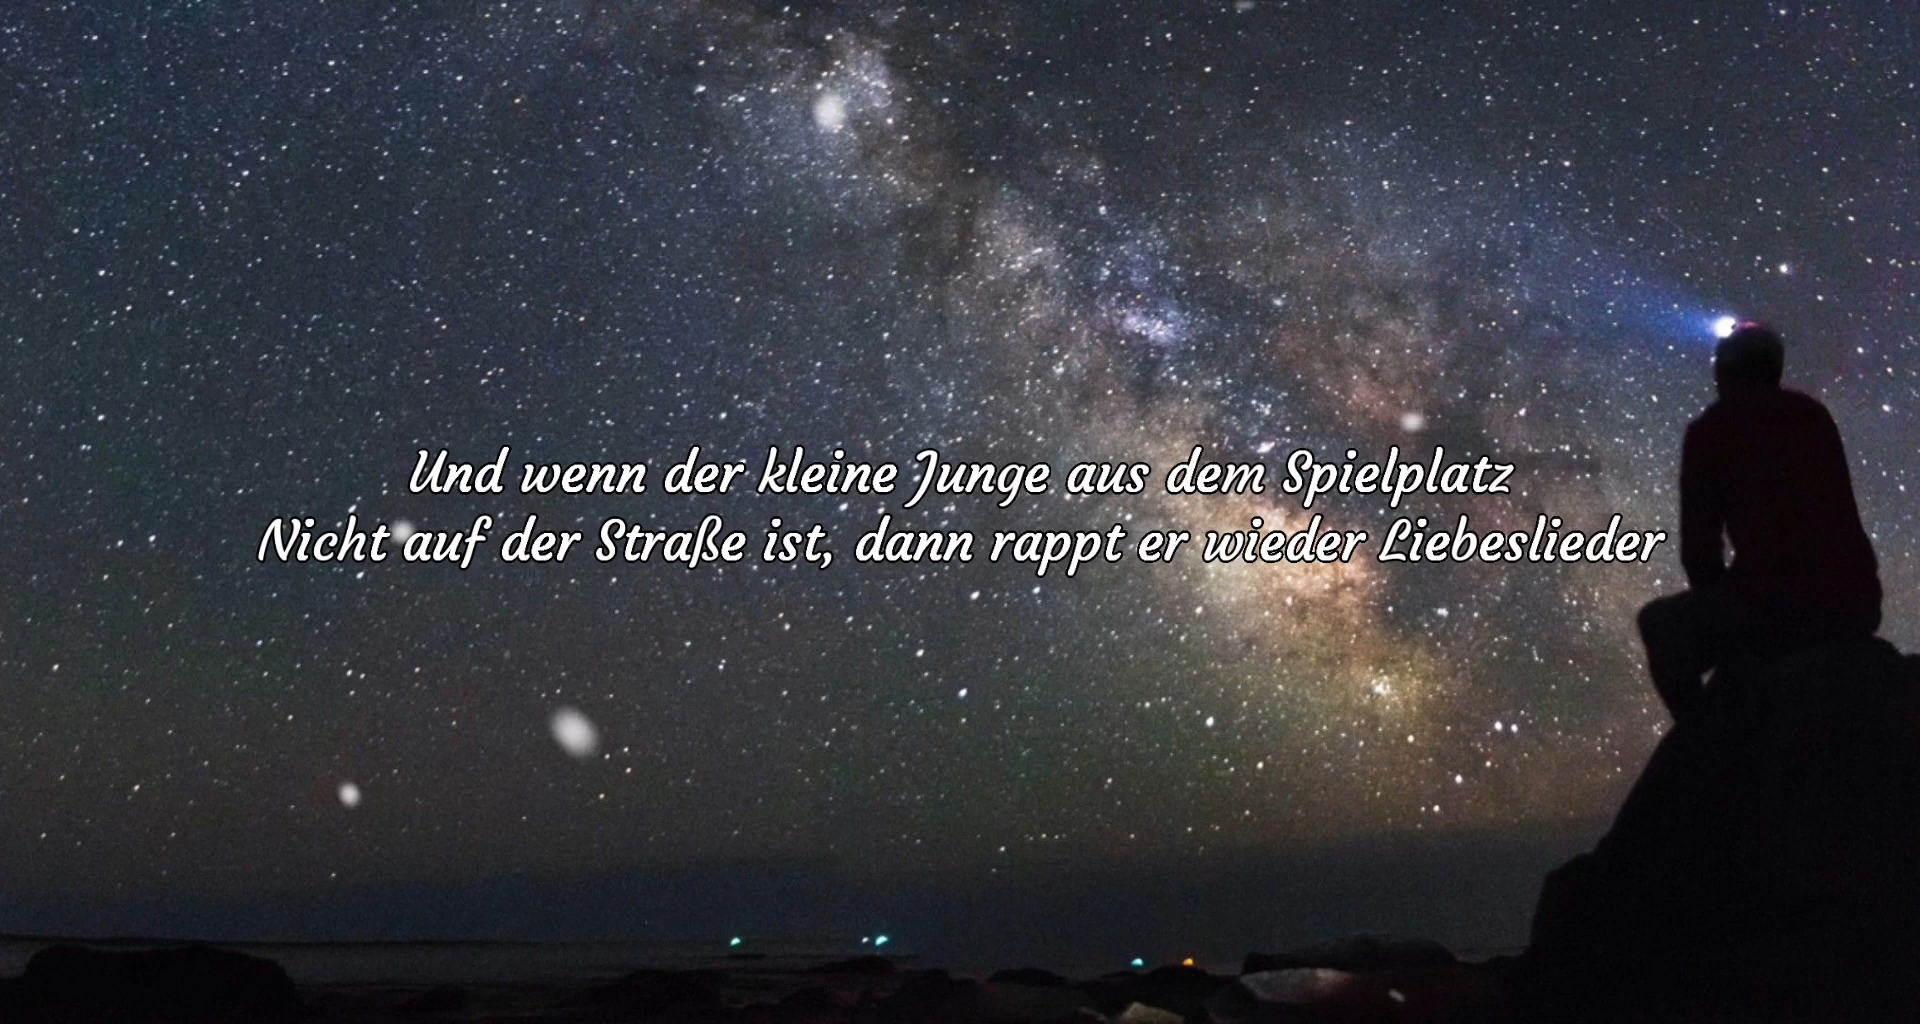 Und wenn der kleine Junge aus dem Spielplatz
Nicht auf der Straße ist, dann rappt er wieder Liebeslieder